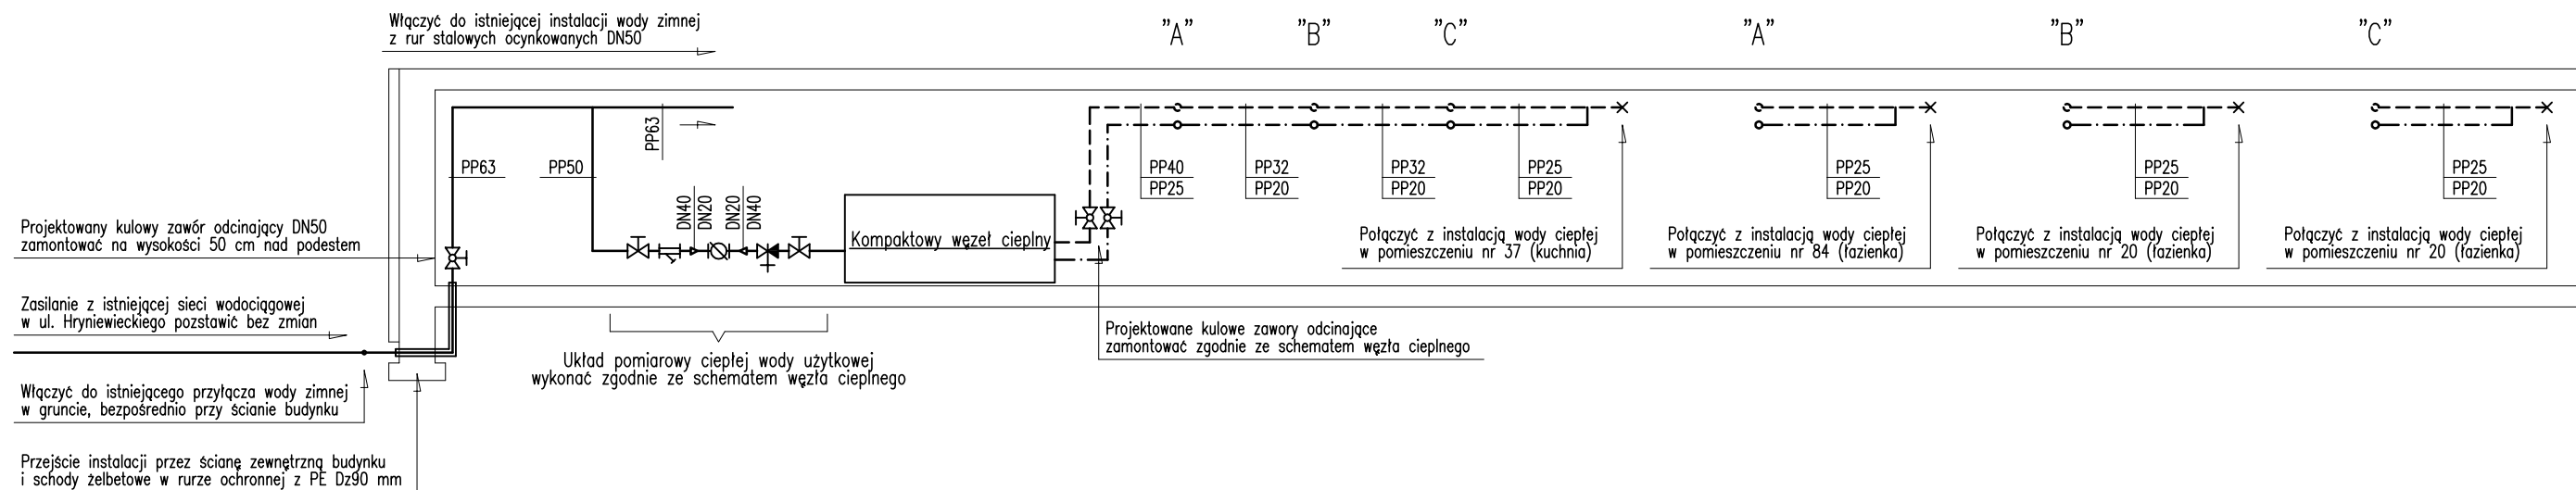 Włączyć do istniejącej instalacji wody zimnej
z rur stalowych ocynkowanych DN50
"A"
"B"
"C"
"A"
"B"
"C"
PP63
PP63
PP50
DN40
DN20
DN20
DN40
PP40
PP25
PP32
PP20
PP32
PP20
PP25
PP20
PP25
PP20
PP25
PP20
PP25
PP20
Projektowany kulowy zawór odcinający DN50
zamontować na wysokości 50 cm nad podestem
Kompaktowy węzeł cieplny
Połączyć z instalacją wody ciepłej
w pomieszczeniu nr 37 (kuchnia)
Połączyć z instalacją wody ciepłej
w pomieszczeniu nr 84 (łazienka)
Połączyć z instalacją wody ciepłej
w pomieszczeniu nr 20 (łazienka)
Połączyć z instalacją wody ciepłej
w pomieszczeniu nr 20 (łazienka)
Zasilanie z istniejącej sieci wodociągowej
w ul. Hryniewieckiego pozstawić bez zmian
Projektowane kulowe zawory odcinające
zamontować zgodnie ze schematem węzła cieplnego
Układ pomiarowy ciepłej wody użytkowej
wykonać zgodnie ze schematem węzła cieplnego
Włączyć do istniejącego przyłącza wody zimnej
w gruncie, bezpośrednio przy ścianie budynku
Przejście instalacji przez ścianę zewnętrzną budynku
i schody żelbetowe w rurze ochronnej z PE Dz90 mm